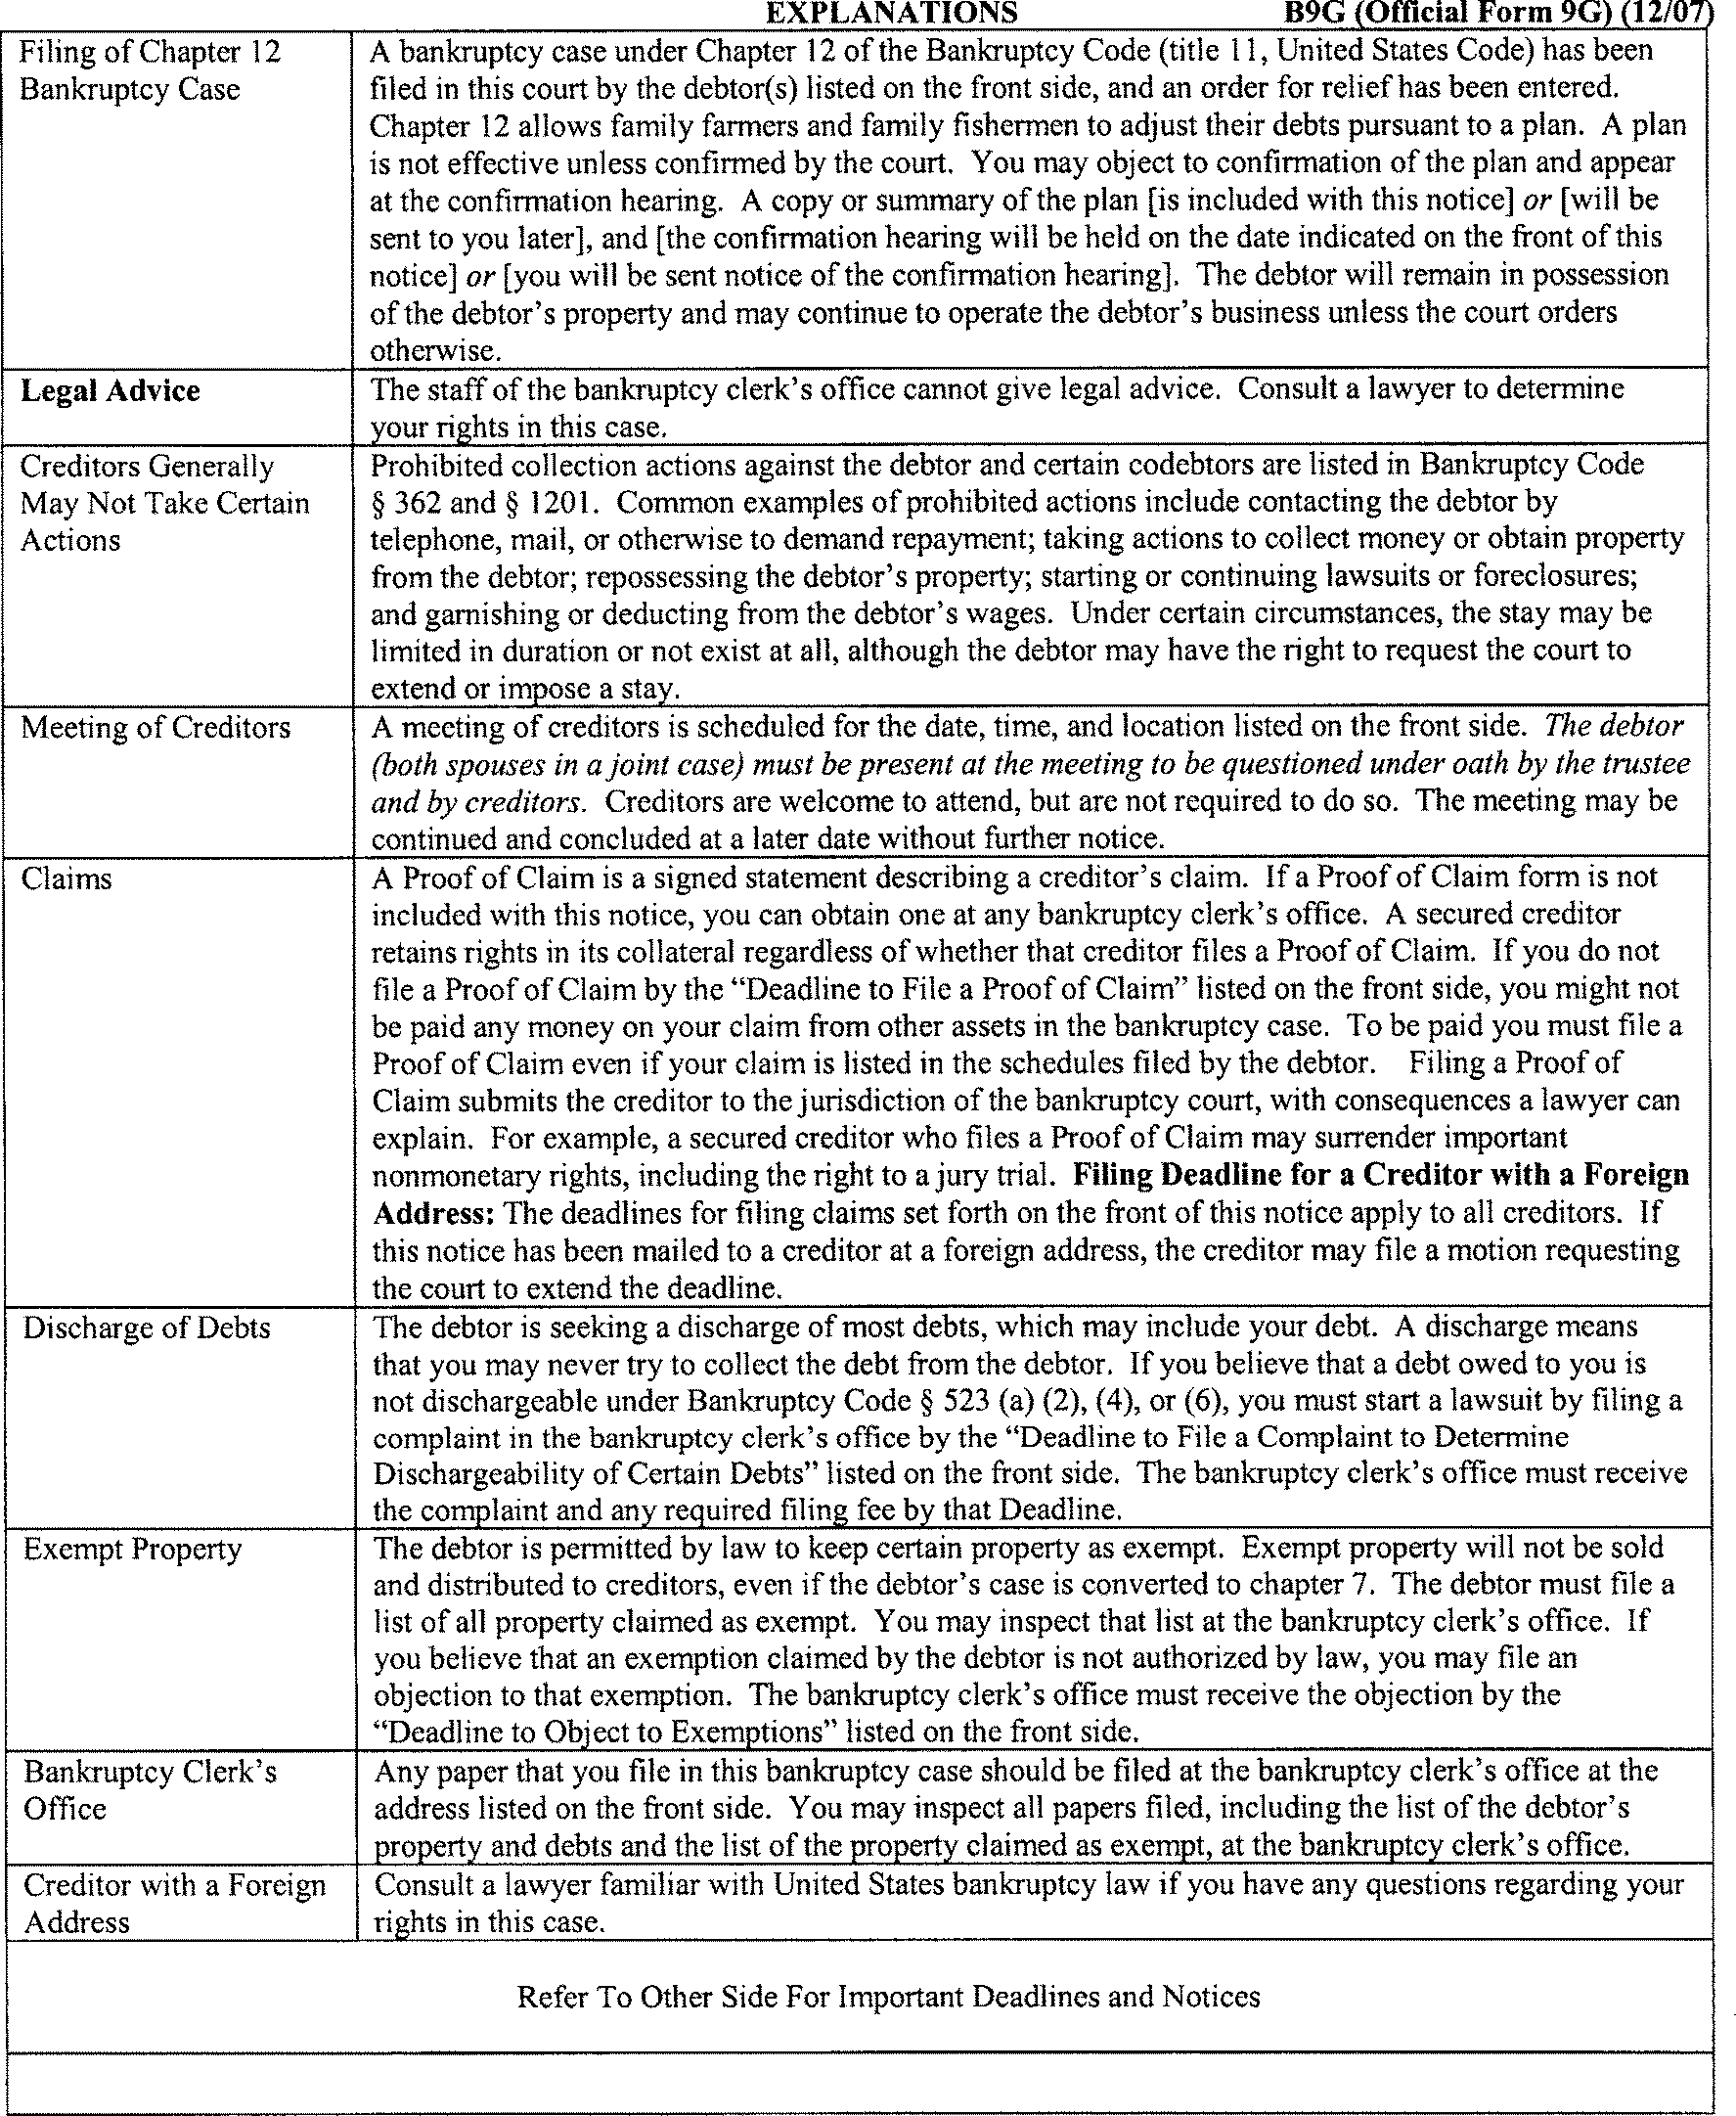 EXPLANATIONS B9G (Official Form 9G) (12/07)
Filing of Chapter 12
Bankruptcy Case
A bankruptcy case under Chapter 12 of the Bankruptcy Code (title 11, United States Code) has been
filed in this court by the debtor(s) listed on the front side, and an order for relief has been entered.
Chapter 12 allows family farmers and family fishermen to adjust their debts pursuant to a plan. A plan
is not effective unless confirmed by the court. You may object to confirmation of the plan and appear
at the confirmation hearing. A copy or summary of the plan [is included with this notice] or [will be
sent to you later], and [the confirmation hearing will be held on the date indicated on the front of this
notice] or [you will be sent notice of the confirmation hearing]. The debtor will remain in possession
of the debtor's property and may continue to operate the debtor's business unless the court orders
otherwise.
Legal Advice
The staff of the bankruptcy clerk's office cannot give legal advice. Consult a lawyer to determine
your rights in this case.
Creditors Generally
May Not Take Certain
Actions
Prohibited collection actions against the debtor and certain codebtors are listed in Bankruptcy Code
§ 362 and § 1201. Common examples of prohibited actions include contacting the debtor by
telephone, mail, or otherwise to demand repayment; taking actions to collect money or obtain property
from the debtor; repossessing the debtor's property; starting or continuing lawsuits or foreclosures;
and garnishing or deducting from the debtor's wages. Under certain circumstances, the stay may be
limited in duration or not exist at all, although the debtor may have the right to request the court to
extend or impose a stay.
Meeting of Creditors
A meeting of creditors is scheduled for the date, time, and location listed on the front side. The debtor
(both spouses in a joint case) must be present at the meeting to be questioned under oath by the trustee
and by creditors. Creditors are welcome to attend, but are not required to do so. The meeting may be
continued and concluded at a later date without further notice.
Claims
A Proof of Claim is a signed statement describing a creditor's claim. If a Proof of Claim form is not
included with this notice, you can obtain one at any bankruptcy clerk's office. A secured creditor
retains rights in its collateral regardless of whether that creditor files a Proof of Claim. If you do not
file a Proof of Claim by the “Deadline to File a Proof of Claim” listed on the front side, you might not
be paid any money on your claim from other assets in the bankruptcy case. To be paid you must file a
Proof of Claim even if your claim is listed in the schedules filed by the debtor. Filing a Proof of
Claim submits the creditor to the jurisdiction of the bankruptcy court, with consequences a lawyer can
explain. For example, a secured creditor who files a Proof of Claim may surrender important
nonmonetary rights, including the right to a jury trial. Filing Deadline for a Creditor with a Foreign
Address: The deadlines for filing claims set forth on the front of this notice apply to all creditors. If
this notice has been mailed to a creditor at a foreign address, the creditor may file a motion requesting
the court to extend the deadline.
Discharge of Debts
The debtor is seeking a discharge of most debts, which may include your debt. A discharge means
that you may never try to collect the debt from the debtor. If you believe that a debt owed to you is
not dischargeable under Bankruptcy Code § 523 (a) (2), (4), or (6), you must start a lawsuit by filing a
complaint in the bankruptcy clerk's office by the “Deadline to File a Complaint to Determine
Dischargeability of Certain Debts” listed on the front side. The bankruptcy clerk's office must receive
the complaint and any required filing fee by that Deadline.
Exempt Property
The debtor is permitted by law to keep certain property as exempt. Exempt property will not be sold
and distributed to creditors, even if the debtor's case is converted to chapter 7. The debtor must file a
list of all property claimed as exempt. You may inspect that list at the bankruptcy clerk's office. If
you believe that an exemption claimed by the debtor is not authorized by law, you may file an
objection to that exemption. The bankruptcy clerk's office must receive the objection by the
“Deadline to Object to Exemptions” listed on the front side.
Bankruptcy Clerk's
Office
Any paper that you file in this bankruptcy case should be filed at the bankruptcy clerk's office at the
address listed on the front side. You may inspect all papers filed, including the list of the debtor's
property and debts and the list of the property claimed as exempt, at the bankruptcy clerk's office.
Creditor with a Foreign
Address
Consult a lawyer familiar with United States bankruptcy law if you have any questions regarding your
rights in this case.
Refer To Other Side For Important Deadlines and Notices